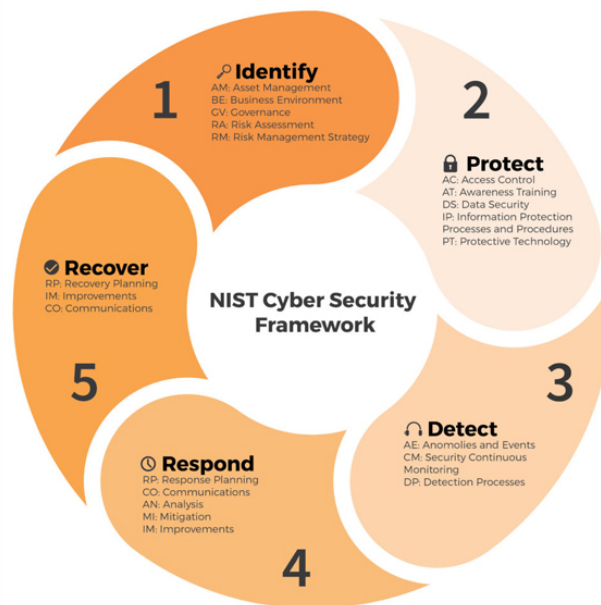 1
Identify
AM: Asset Management
BE: Business Environment
GV: Governance
RA: Risk Assessment
RM: Risk Management Strategy
2
Protect
AC: Access Control
AT: Awareness Training
DS: Data Security
IP: Information Protection
Processes and Procedures
PT: Protective Technology
3
Detect
AE: Anomolies and Events
CM: Security Continuous
Monitoring
DP: Detection Processes
Respond
RP: Response Planning
CO: Communications
AN: Analysis
MI: Mitigation
IM: Improvements
4
Recover
RP: Recovery Planning
IM: Improvements
CO: Communications
5
NIST Cyber Security
Framework